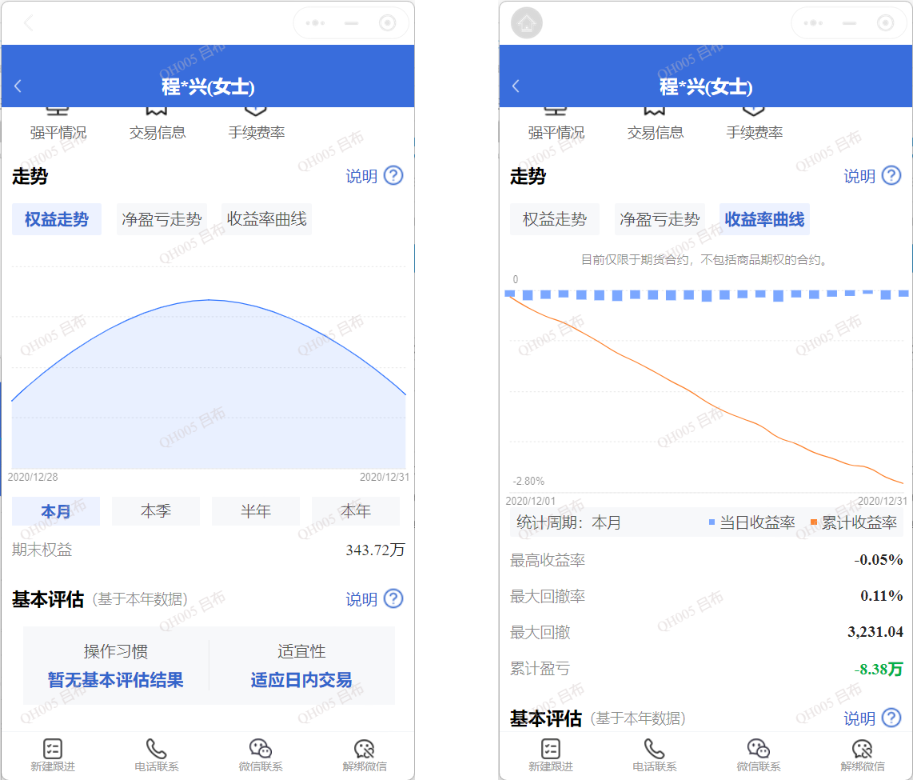 程*兴(女士)
强平情况 交易信息 手续费率
走势 说明 ?
权益走势 净盈亏走势 收益率曲线
2020/12/28 2020/12/31
本月 本季 半年 本年
期末权益 343.72万
基本评估 (基于本年数据) 说明 ?
操作习惯 适宜性
暂无基本评估结果 适应日内交易
新建跟进 电话联系 微信联系 解绑微信
QH005 吕布
程*兴(女士)
强平情况 交易信息 手续费率
走势 说明 ?
权益走势 净盈亏走势 收益率曲线
目前仅限于期货合约,不包括商品期权的合约。
0
-2.80%
2020/12/01 2020/12/31
统计周期:本月 当日收益率 累计收益率
最高收益率 -0.05%
最大回撤率 0.11%
最大回撤 3,231.04
累计盈亏 -8.38万
基本评估 (基于本年数据) 说明 ?
新建跟进 电话联系 微信联系 解绑微信
QH005 吕布